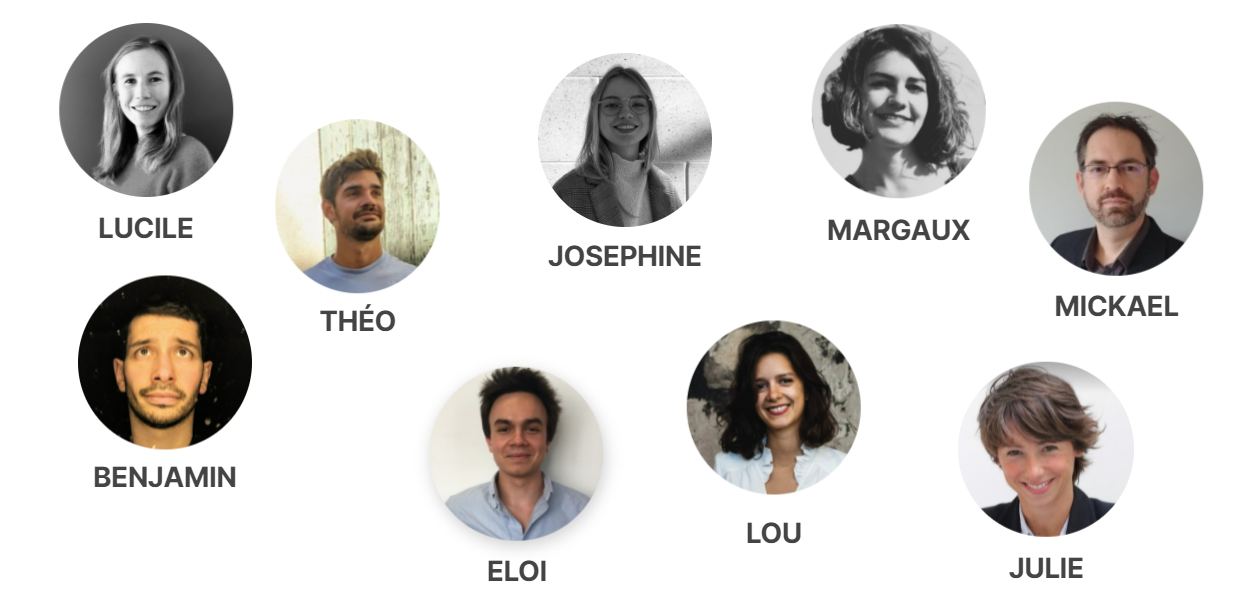 LUCILE
THÉO
JOSEPHINE
MARGAUX
MICKAEL
BENJAMIN
ELOI
LOU
JULIE